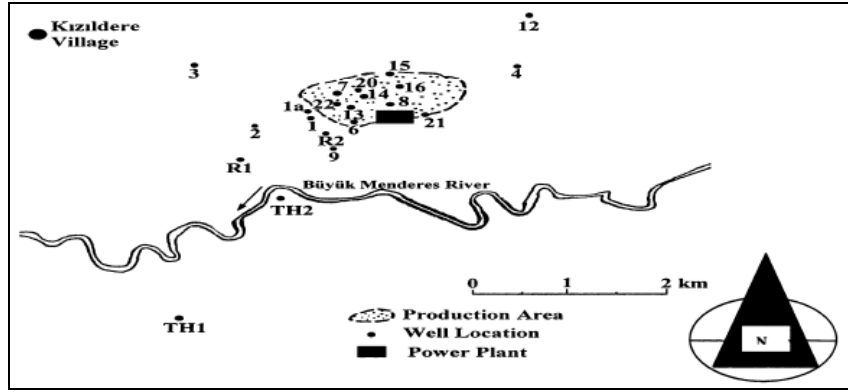 Kızıldere
Village
12
3
4
15
7
20
16
14
1a
22
8
13
1
6
21
2
R2
9
R1
Büyük Menderes River
TH2
0 1 2 km
TH1
Production Area
Well Location
Power Plant
N